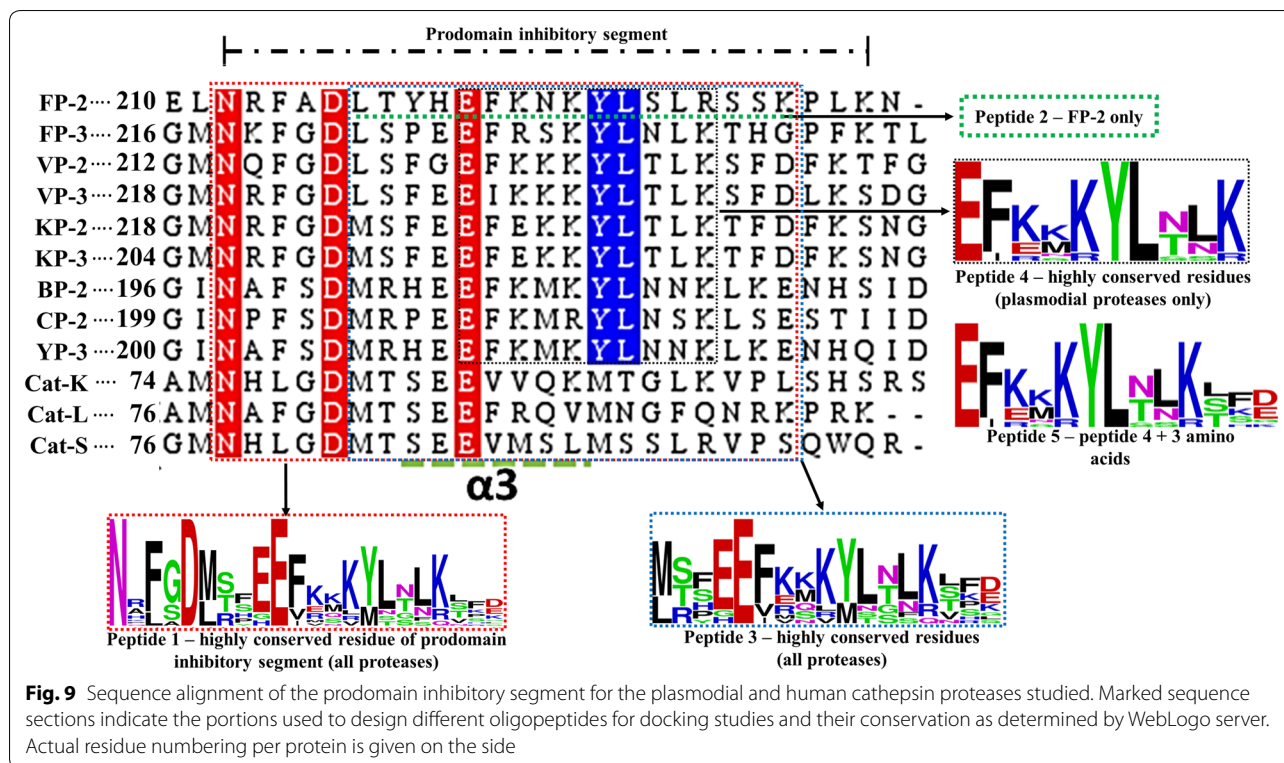 Prodomain inhibitory segment
FP-2 ···· 210 E L N R F A D L T Y H E F K N K Y L S L R S S K P L K N -
FP-3 ···· 216 G M N K F G D L S P E E F R S K Y L N L K T H G P F K T L
VP-2 ···· 212 G M N Q F G D L S F G E F K K K Y L T L K S F D F K T F G
VP-3 ···· 218 G M N R F G D L S F E E I K K K Y L T L K S F D L K S D G
KP-2 ···· 218 G M N R F G D M S F E E F E K K Y L T L K T F D F K S N G
KP-3 ···· 204 G M N R F G D M S F E E F E K K Y L T L K T F D F K S N G
BP-2 ···· 196 G I N A F S D M R H E E F K M K Y L N N K L K E N H S I D
CP-2 ···· 199 G I N P F S D M R P E E F K M R Y L N S K L S E S T I I D
YP-3 ···· 200 G I N A F S D M R H E E F K M K Y L N N K L K E N H Q I D
Cat-K ···· 74 A M N H L G D M T S E E V V Q K M T G L K V P L S H S R S
Cat-L ···· 76 A M N A F G D M T S E E F R Q V M N G F Q N R K P R K - -
Cat-S ···· 76 G M N H L G D M T S E E V M S L M S S L R V P S Q W Q R -
α3
Peptide 2 – FP-2 only
EFKKKYLNLK
Peptide 4 – highly conserved residues
(plasmodial proteases only)
EFKKKYLNLKLFD
Peptide 5 – peptide 4 + 3 amino
acids
Peptide 1 – highly conserved residue of prodomain
inhibitory segment (all proteases)
MSFEEFKKKYLNLKLFD
Peptide 3 – highly conserved residues
(all proteases)
Fig. 9 Sequence alignment of the prodomain inhibitory segment for the plasmodial and human cathepsin proteases studied. Marked sequence
sections indicate the portions used to design different oligopeptides for docking studies and their conservation as determined by WebLogo server.
Actual residue numbering per protein is given on the side